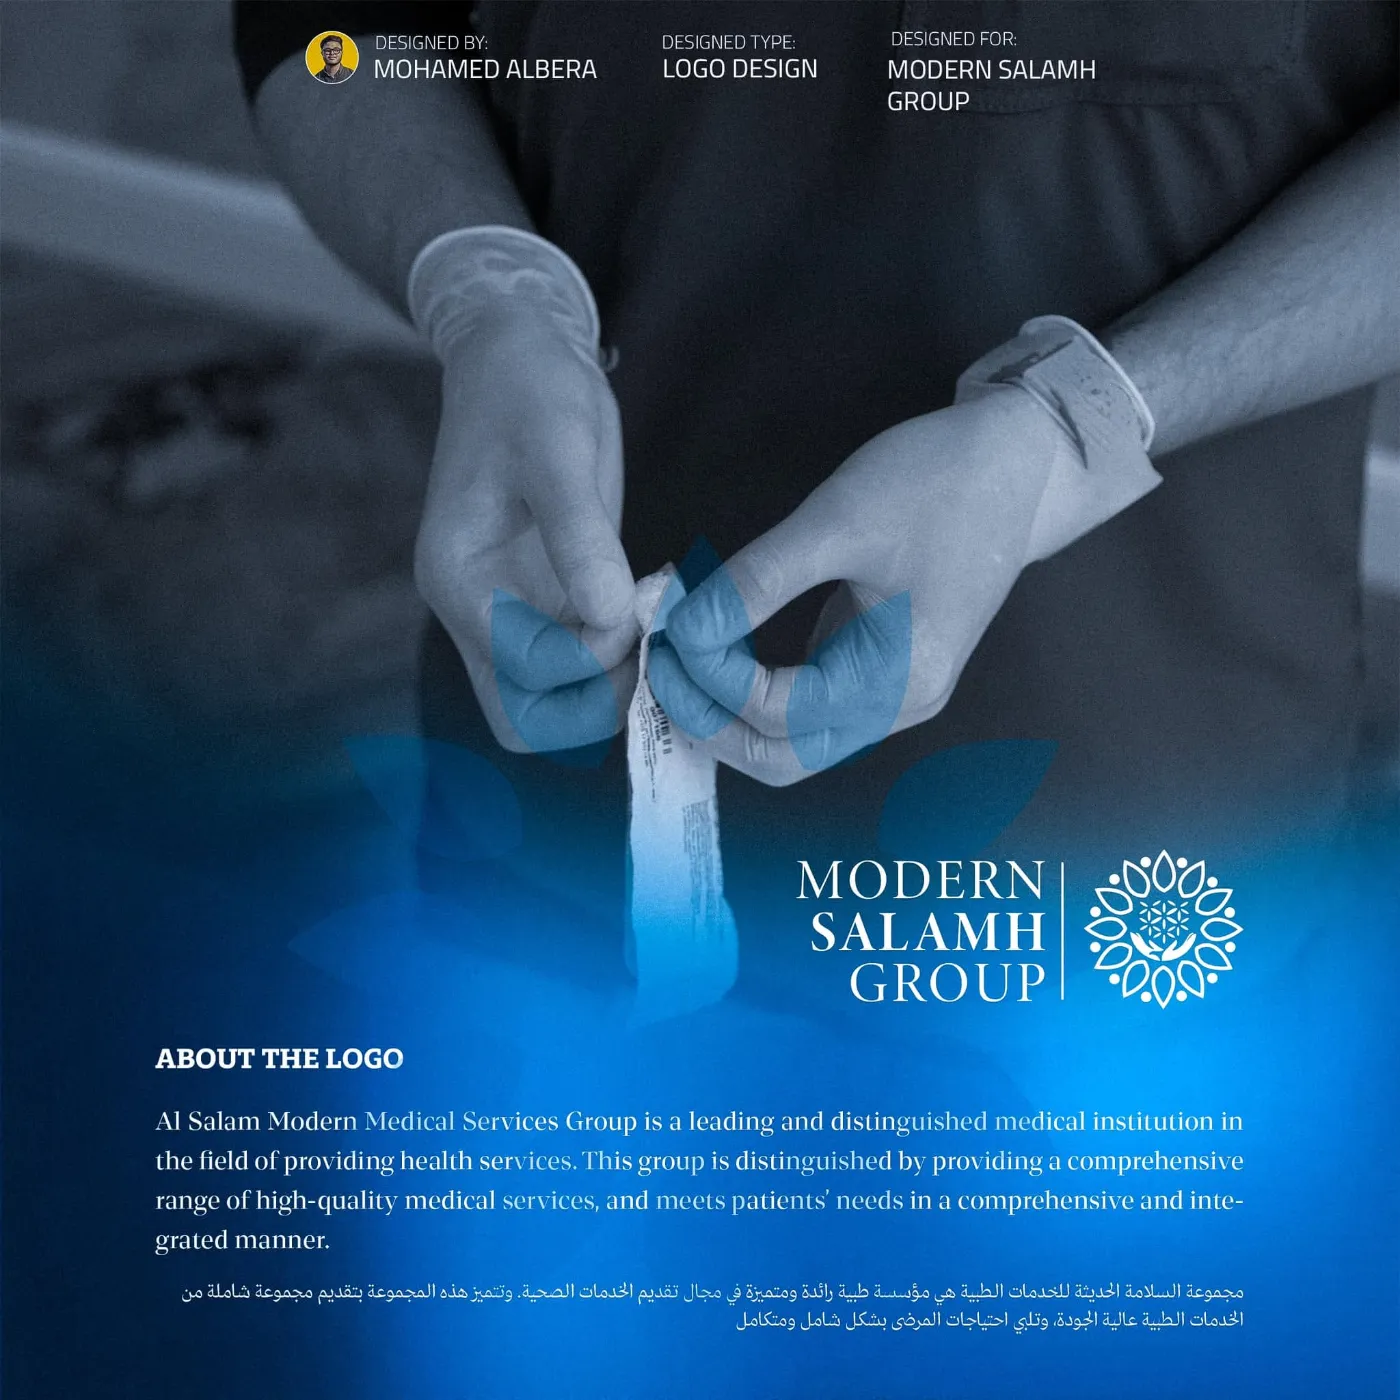 DESIGNED BY:
MOHAMED ALBERA
DESIGNED TYPE:
LOGO DESIGN
DESIGNED FOR:
MODERN SALAMH
GROUP
MODERN
SALAMH
GROUP
ABOUT THE LOGO
Al Salam Modern Medical Services Group is a leading and distinguished medical institution in
the field of providing health services. This group is distinguished by providing a comprehensive
range of high-quality medical services, and meets patients' needs in a comprehensive and inte-
grated manner.
مجموعة السلامة الحديثة للخدمات الطبية هي مؤسسة طبية رائدة ومتميزة في مجال تقديم الخدمات الصحية. وتتميز هذه المجموعة بتقديم مجموعة شاملة من
الخدمات الطبية عالية الجودة، وتلبي احتياجات المرضى بشكل شامل ومتكامل